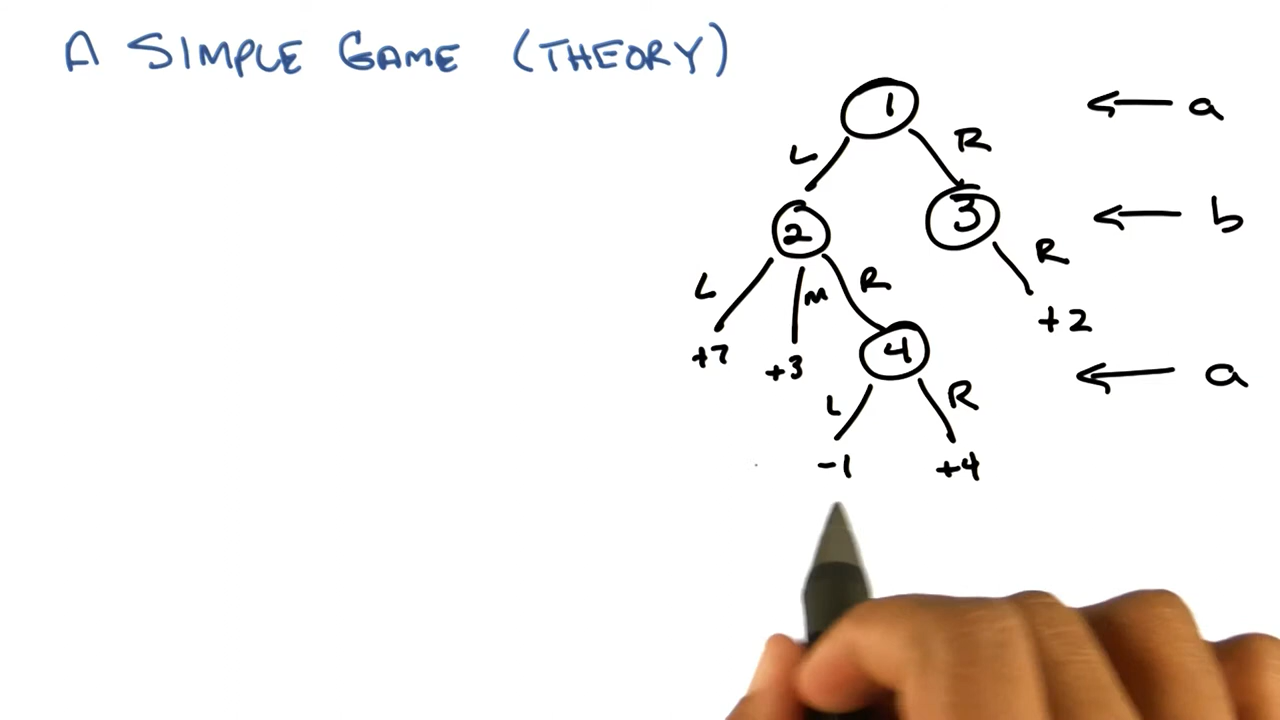 A SIMPLE GAME (THEORY)
1 ← a
L R
2 3 ← b
L M R R
+2
+7 +3 4 ← a
L R
-1 +4